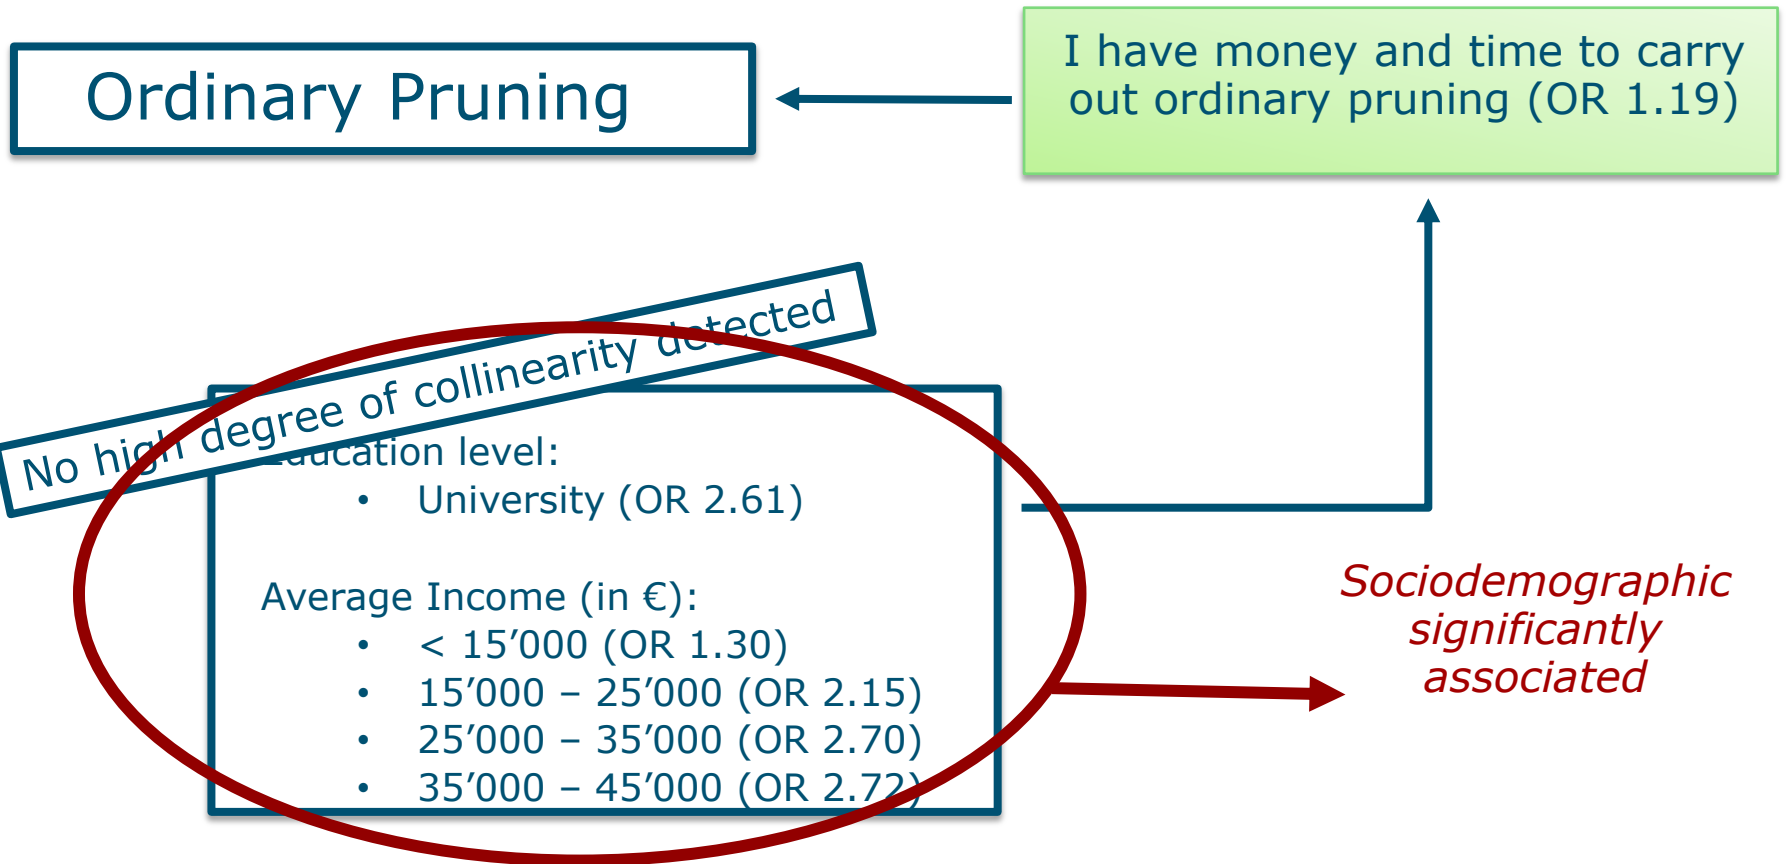 Ordinary Pruning
I have money and time to carry
out ordinary pruning (OR 1.19)
No high degree of collinearity detected
Education level:
• University (OR 2.61)
Average Income (in €):
• < 15’000 (OR 1.30)
• 15’000 – 25’000 (OR 2.15)
• 25’000 – 35’000 (OR 2.70)
• 35’000 – 45’000 (OR 2.72)
Sociodemographic
significantly
associated